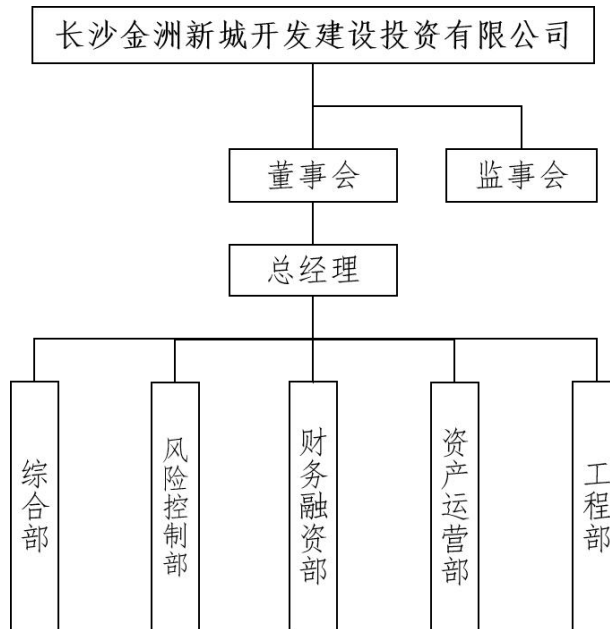 长沙金洲新城开发建设投资有限公司
董事会
监事会
总经理
综合部
风险控制部
财务融资部
资产运营部
工程部